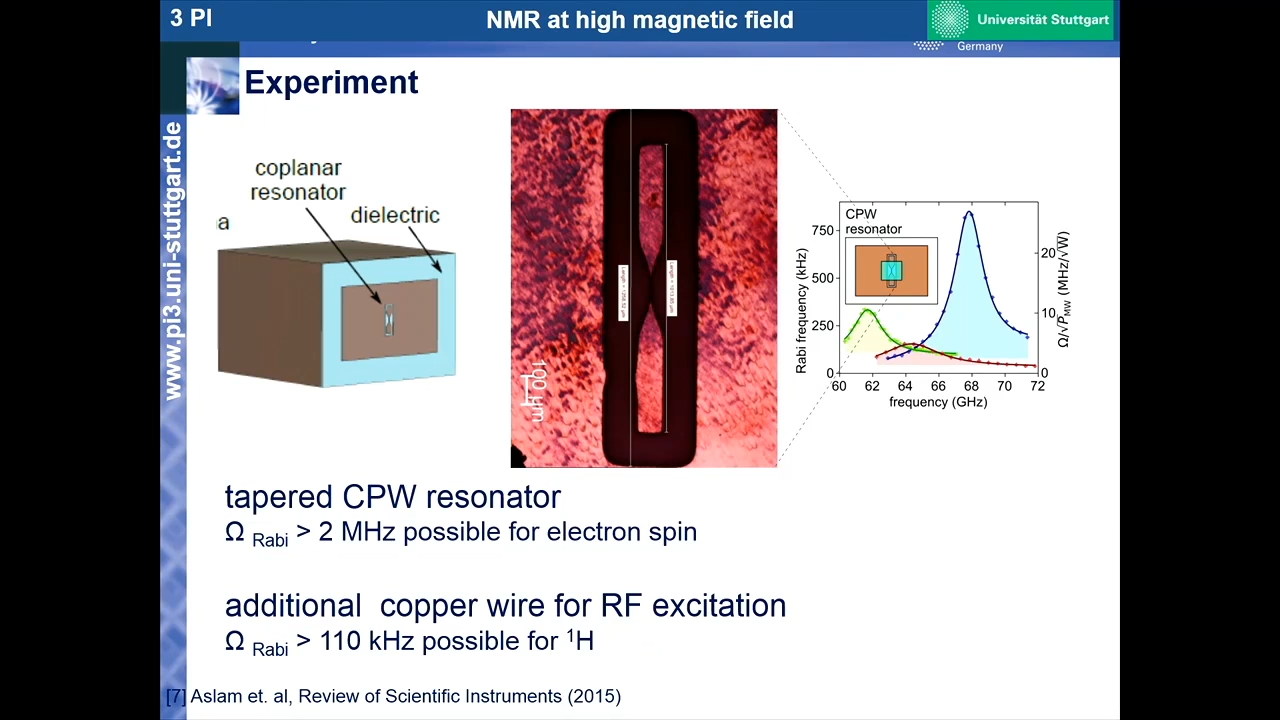 3 PI
NMR at high magnetic field
Universität Stuttgart
Germany
Experiment
www.pi3.uni-stuttgart.de
coplanar
resonator
dielectric
a
100 µm
CPW
resonator
750
500
250
0
Rabi frequency (kHz)
20
10
0
Ω/√P_MW (MHz/√W)
60 62 64 66 68 70 72
frequency (GHz)
tapered CPW resonator
Ω Rabi > 2 MHz possible for electron spin
additional copper wire for RF excitation
Ω Rabi > 110 kHz possible for ¹H
[7] Aslam et. al, Review of Scientific Instruments (2015)